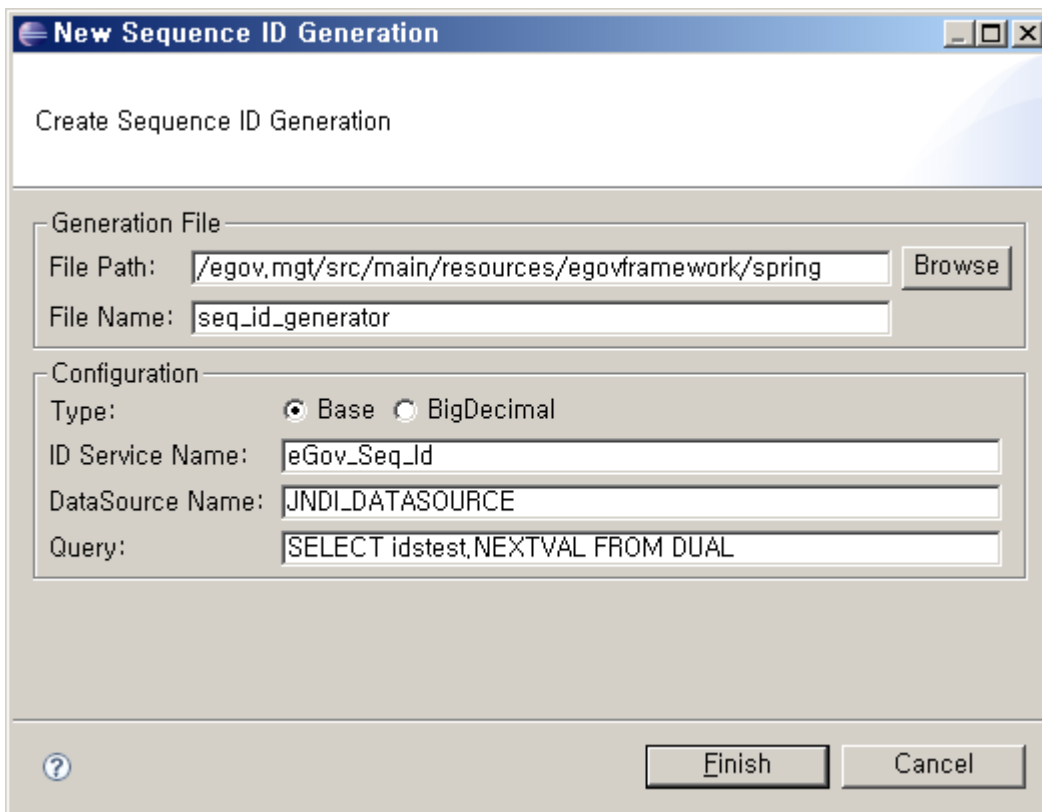 New Sequence ID Generation
Create Sequence ID Generation
Generation File
File Path: /egov.mgt/src/main/resources/egovframework/spring Browse
File Name: seq_id_generator
Configuration
Type: Base BigDecimal
ID Service Name: eGov_Seq_Id
DataSource Name: JNDI_DATASOURCE
Query: SELECT idstest.NEXTVAL FROM DUAL
? Finish Cancel